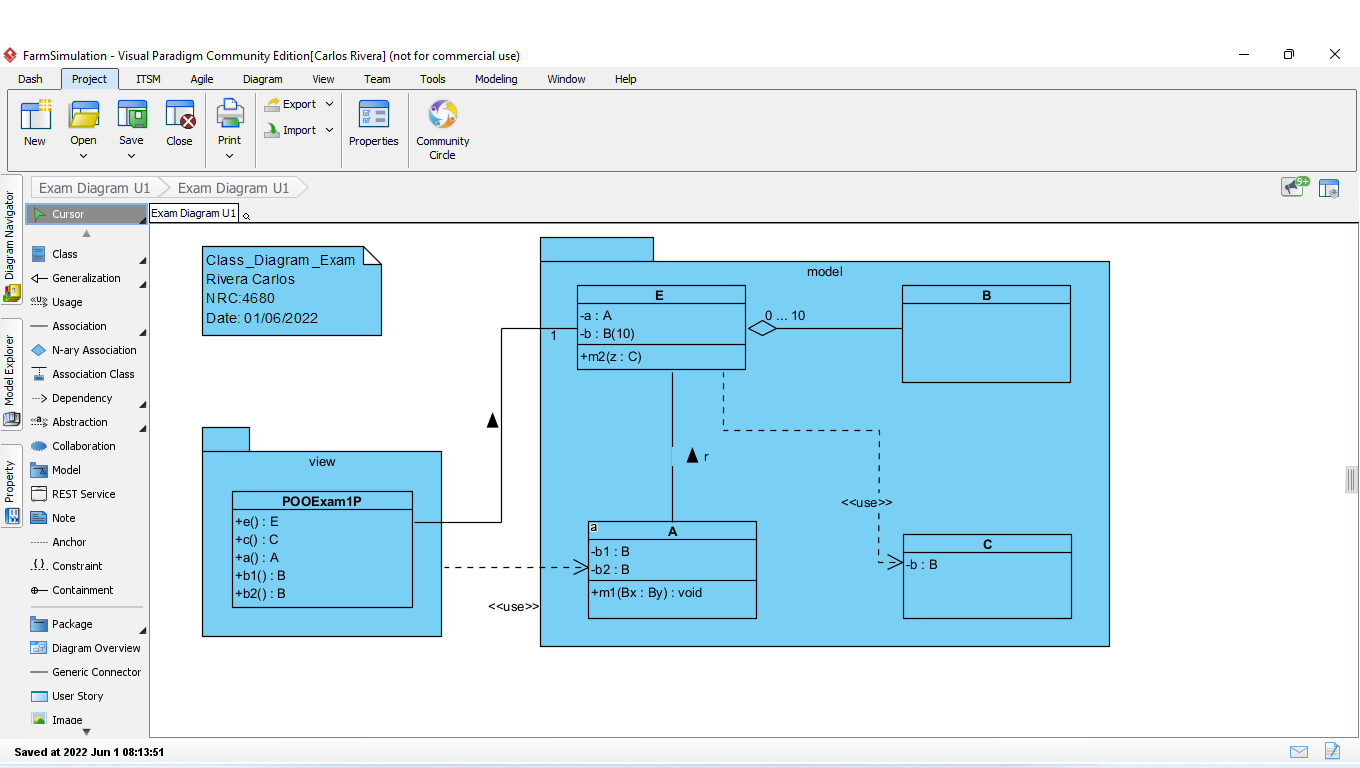 FarmSimulation - Visual Paradigm Community Edition[Carlos Rivera] (not for commercial use)
Dash Project ITSM Agile Diagram View Team Tools Modeling Window Help
New Open Save Close Print Export Import Properties Community Circle
Exam Diagram U1 Exam Diagram U1
9+
Diagram Navigator
Model Explorer
Property
Cursor
Class
Generalization
<<U>> Usage
Association
N-ary Association
Association Class
Dependency
<<a>> Abstraction
Collaboration
Model
REST Service
Note
Anchor
{..} Constraint
Containment
Package
Diagram Overview
Generic Connector
User Story
Image
Exam Diagram U1
Class_Diagram_Exam
Rivera Carlos
NRC:4680
Date: 01/06/2022
view
POOExam1P
+e() : E
+c() : C
+a() : A
+b1() : B
+b2() : B
model
E
-a : A
-b : B(10)
+m2(z : C)
1
0 ... 10
B
r
<<use>>
a
A
-b1 : B
-b2 : B
+m1(Bx : By) : void
C
-b : B
<<use>>
Saved at 2022 Jun 1 08:13:51